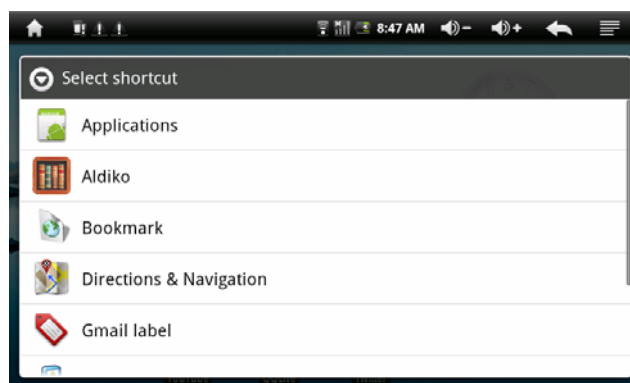 8:47 AM
Select shortcut
Applications
Aldiko
Bookmark
Directions & Navigation
Gmail label